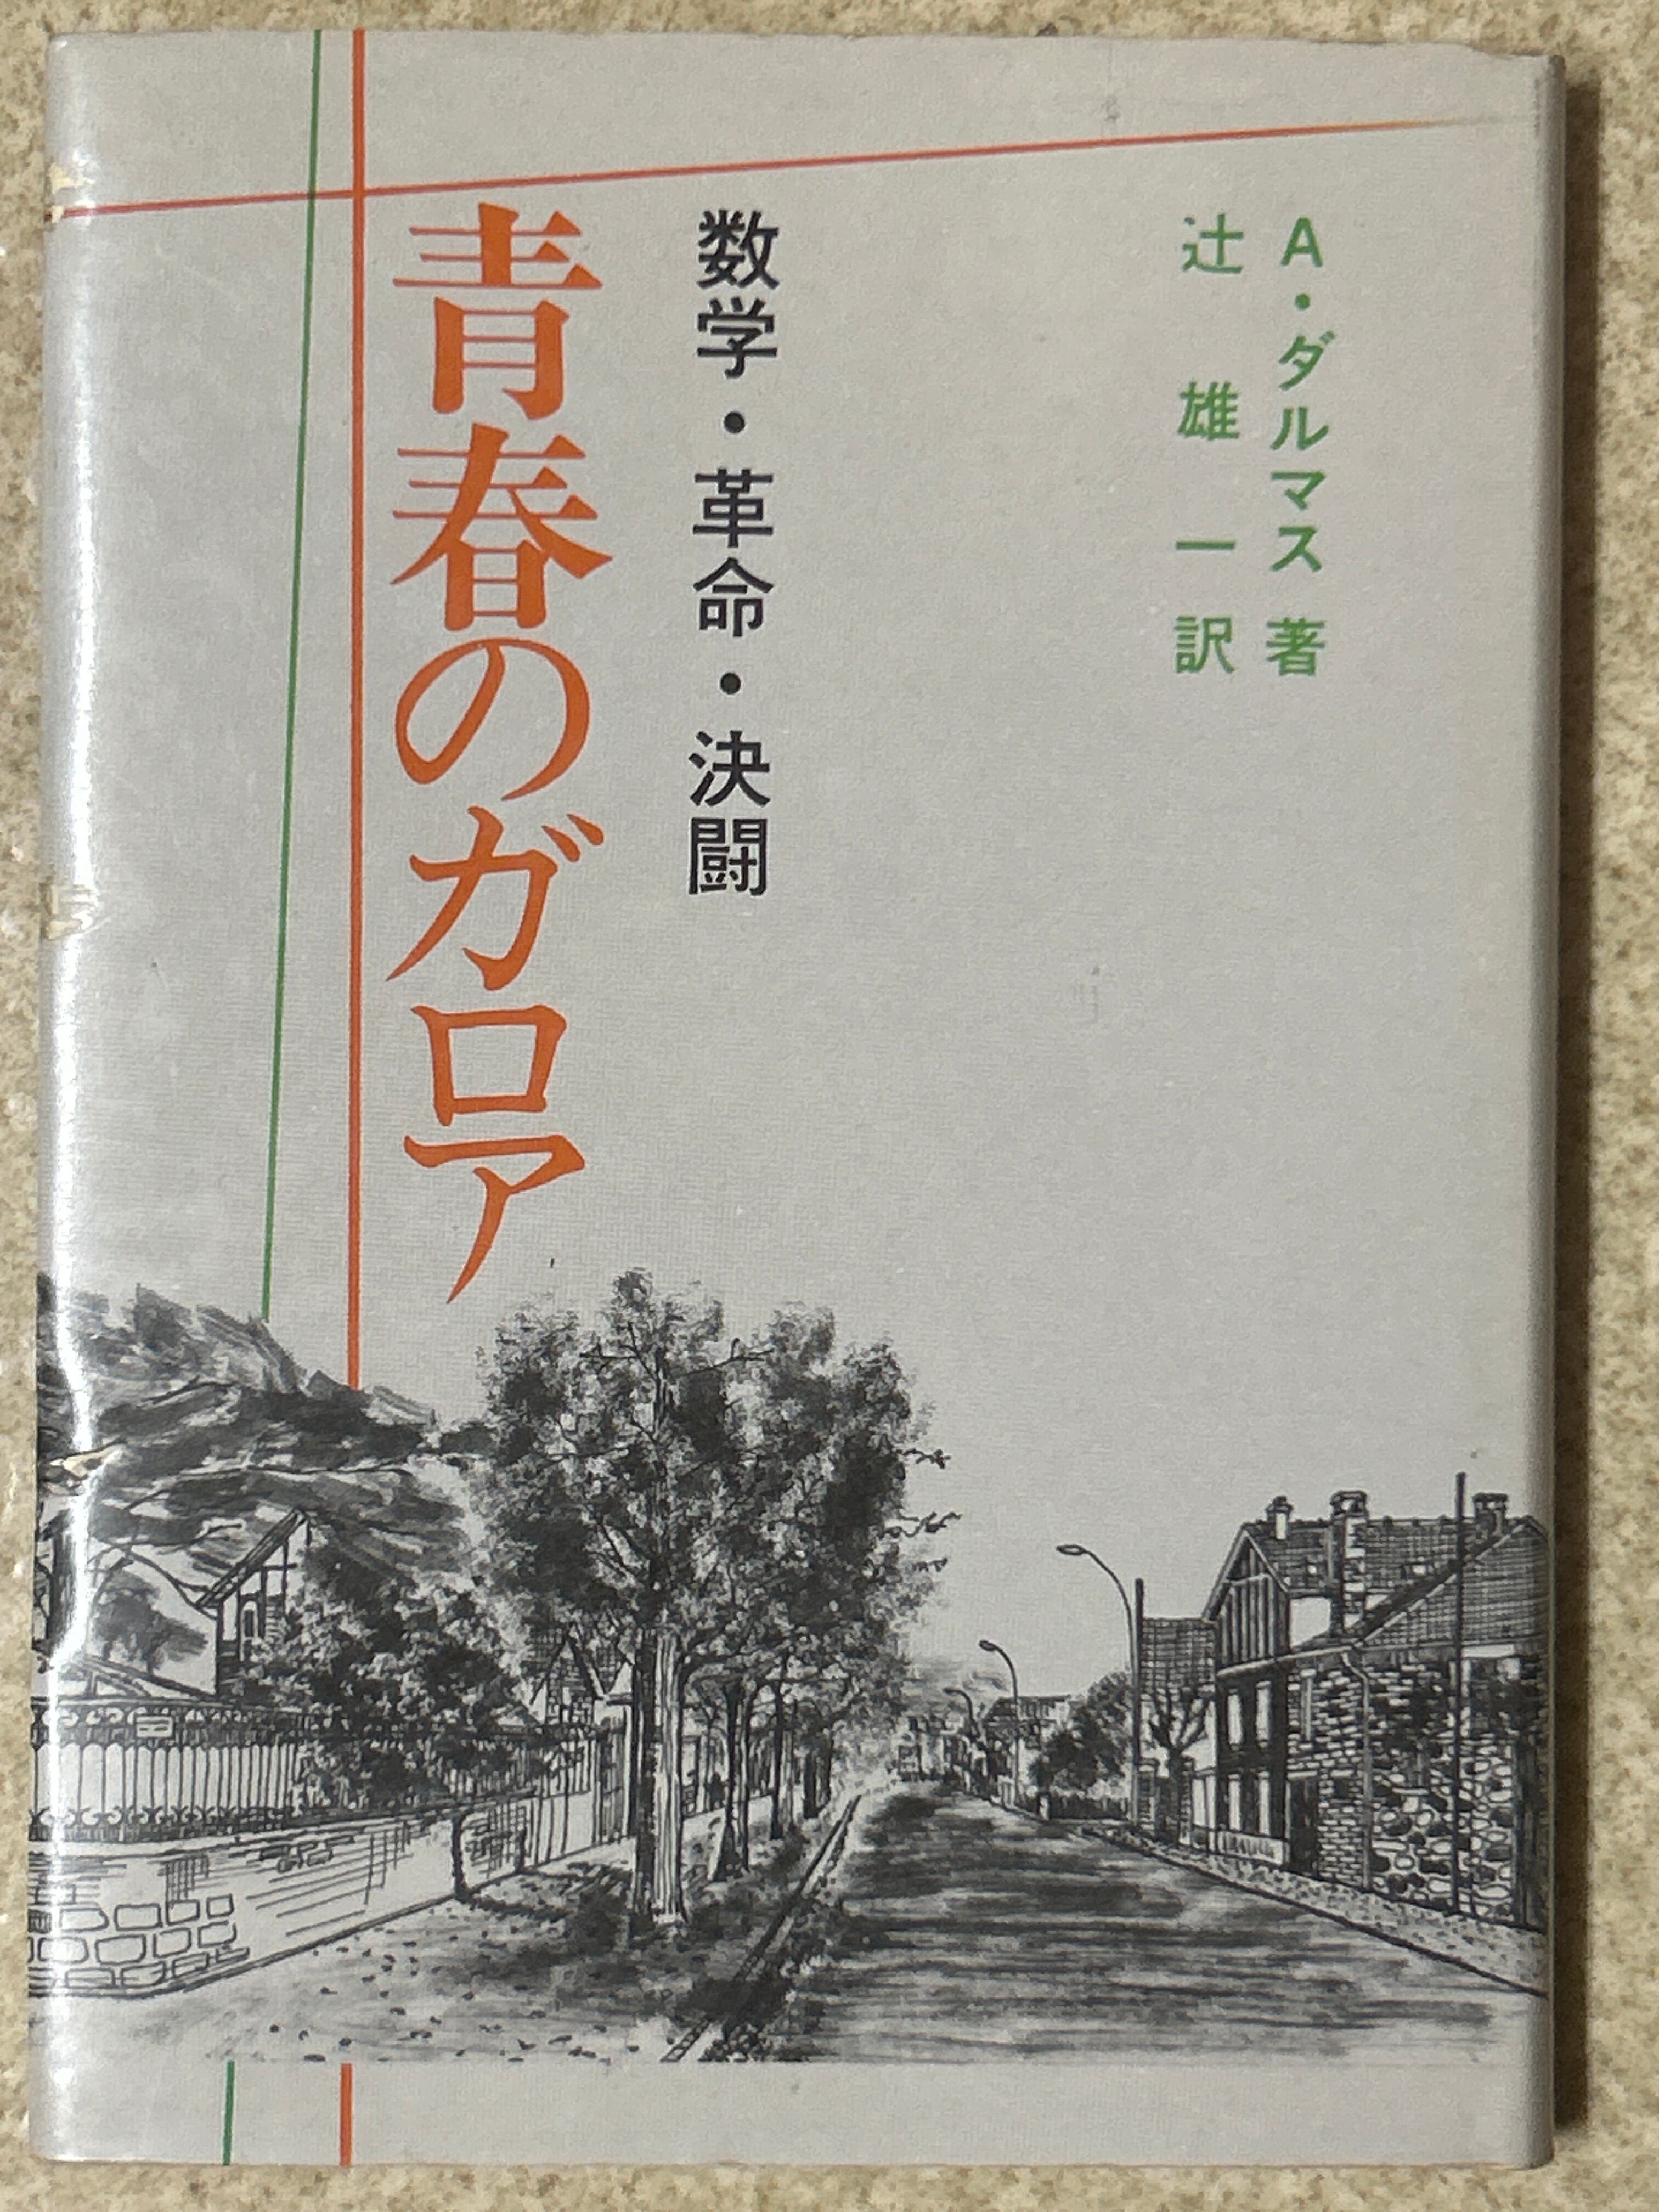 A・ダルマス 著
辻 雄 一 訳
数学・革命・決闘
青春のガロア